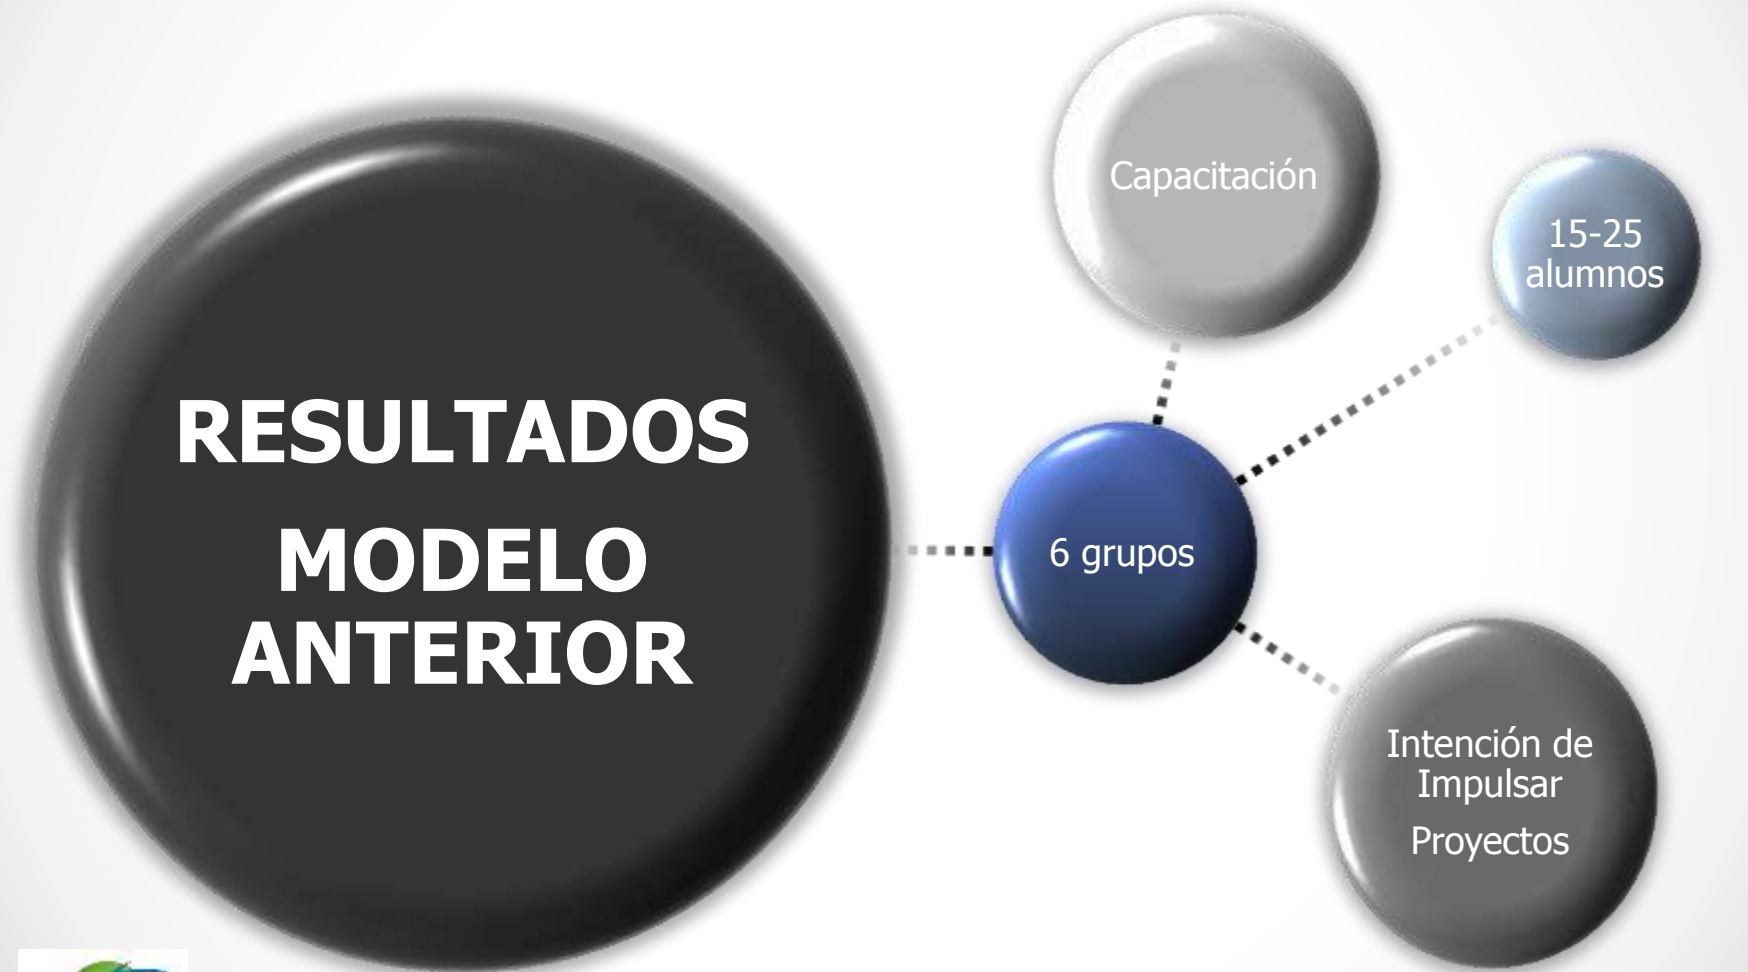 RESULTADOS
MODELO
ANTERIOR
6 grupos
Capacitación
15-25
alumnos
Intención de
Impulsar
Proyectos